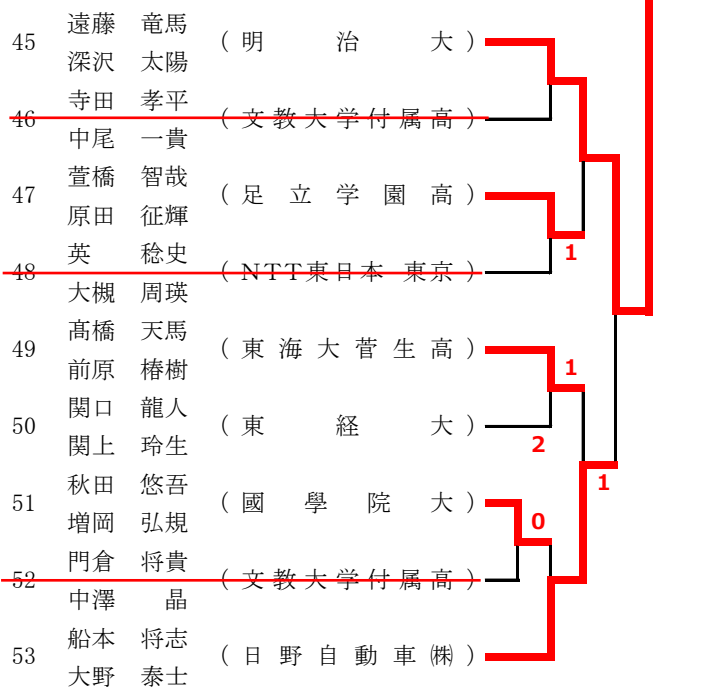 遠藤 竜馬
45 ( 明 治 大 )
深沢 太陽
寺田 孝平
46 ( 文教大学付属高 )
中尾 一貴
萱橋 智哉
47 ( 足 立 学 園 高 )
原田 征輝
1
英 稔史
48 ( NTT東日本 東京 )
大槻 周瑛
髙橋 天馬
49 ( 東 海 大 菅 生 高 )
1
前原 椿樹
関口 龍人
50 ( 東 経 大 )
2
関上 玲生
1
秋田 悠吾
51 ( 國 學 院 大 )
0
増岡 弘規
門倉 将貴
52 ( 文教大学付属高 )
中澤 晶
船本 将志
53 ( 日 野 自 動 車 ㈱ )
大野 泰士